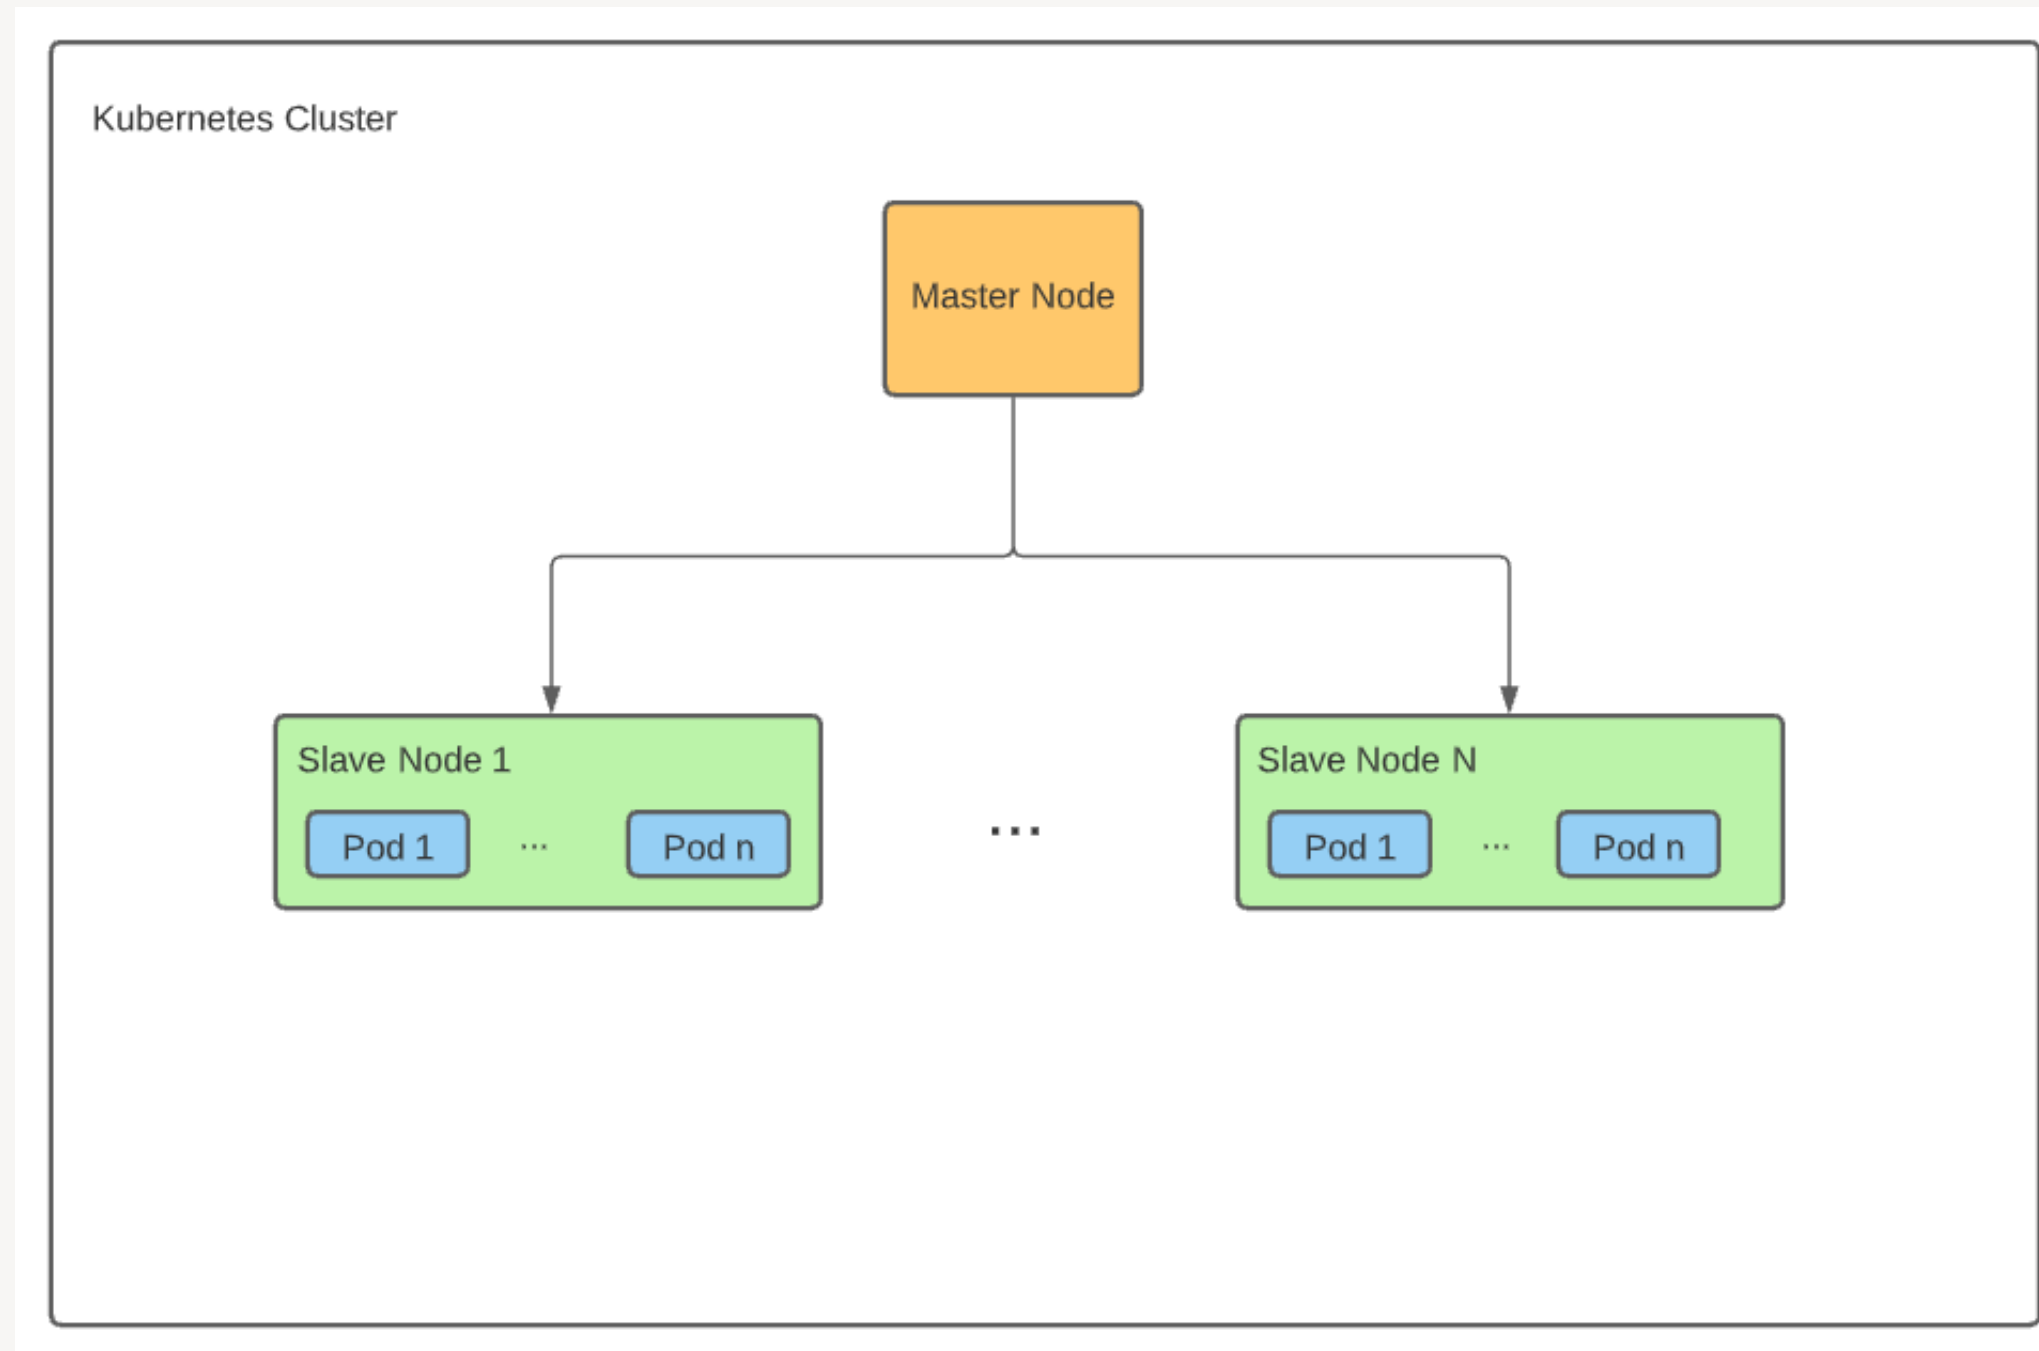 Kubernetes Cluster
Master Node
Slave Node 1
Pod 1 ... Pod n
...
Slave Node N
Pod 1 ... Pod n